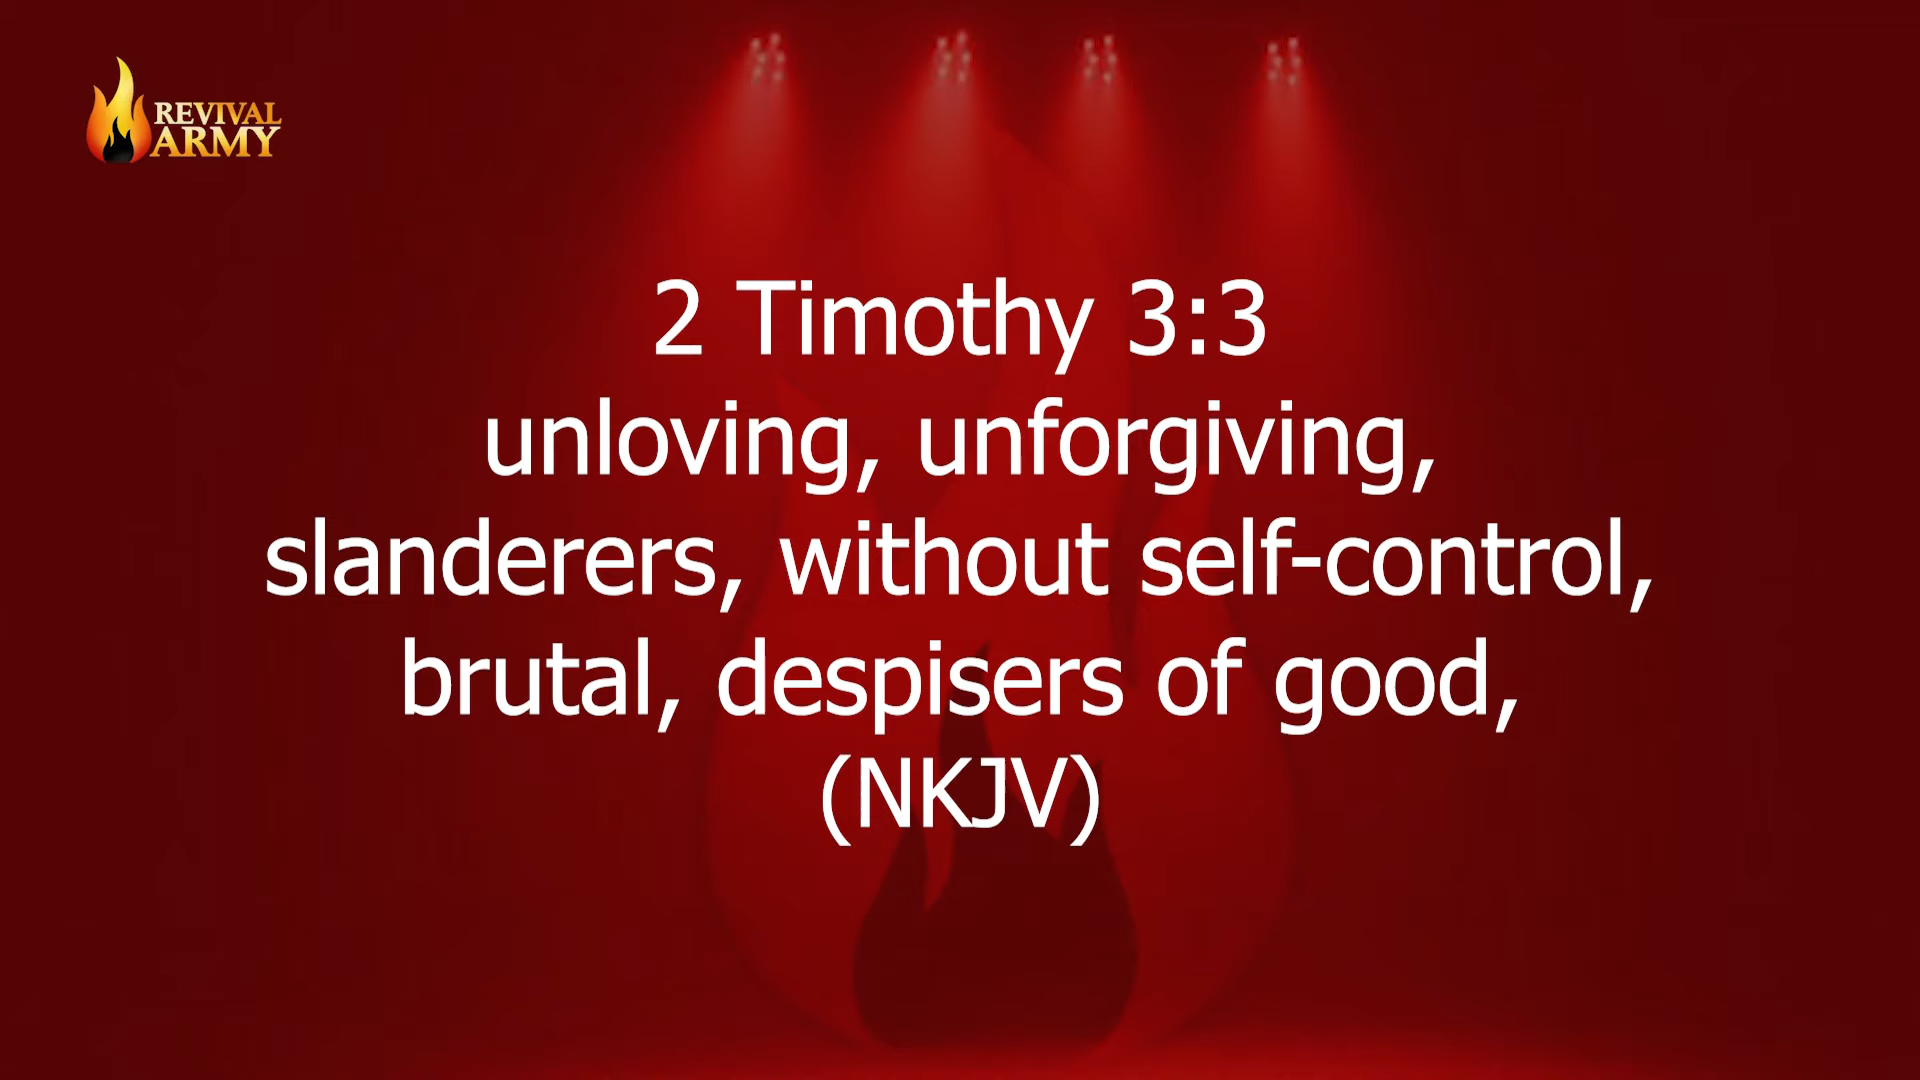 REVIVAL
ARMY
2 Timothy 3:3
unloving, unforgiving,
slanderers, without self-control,
brutal, despisers of good,
(NKJV)